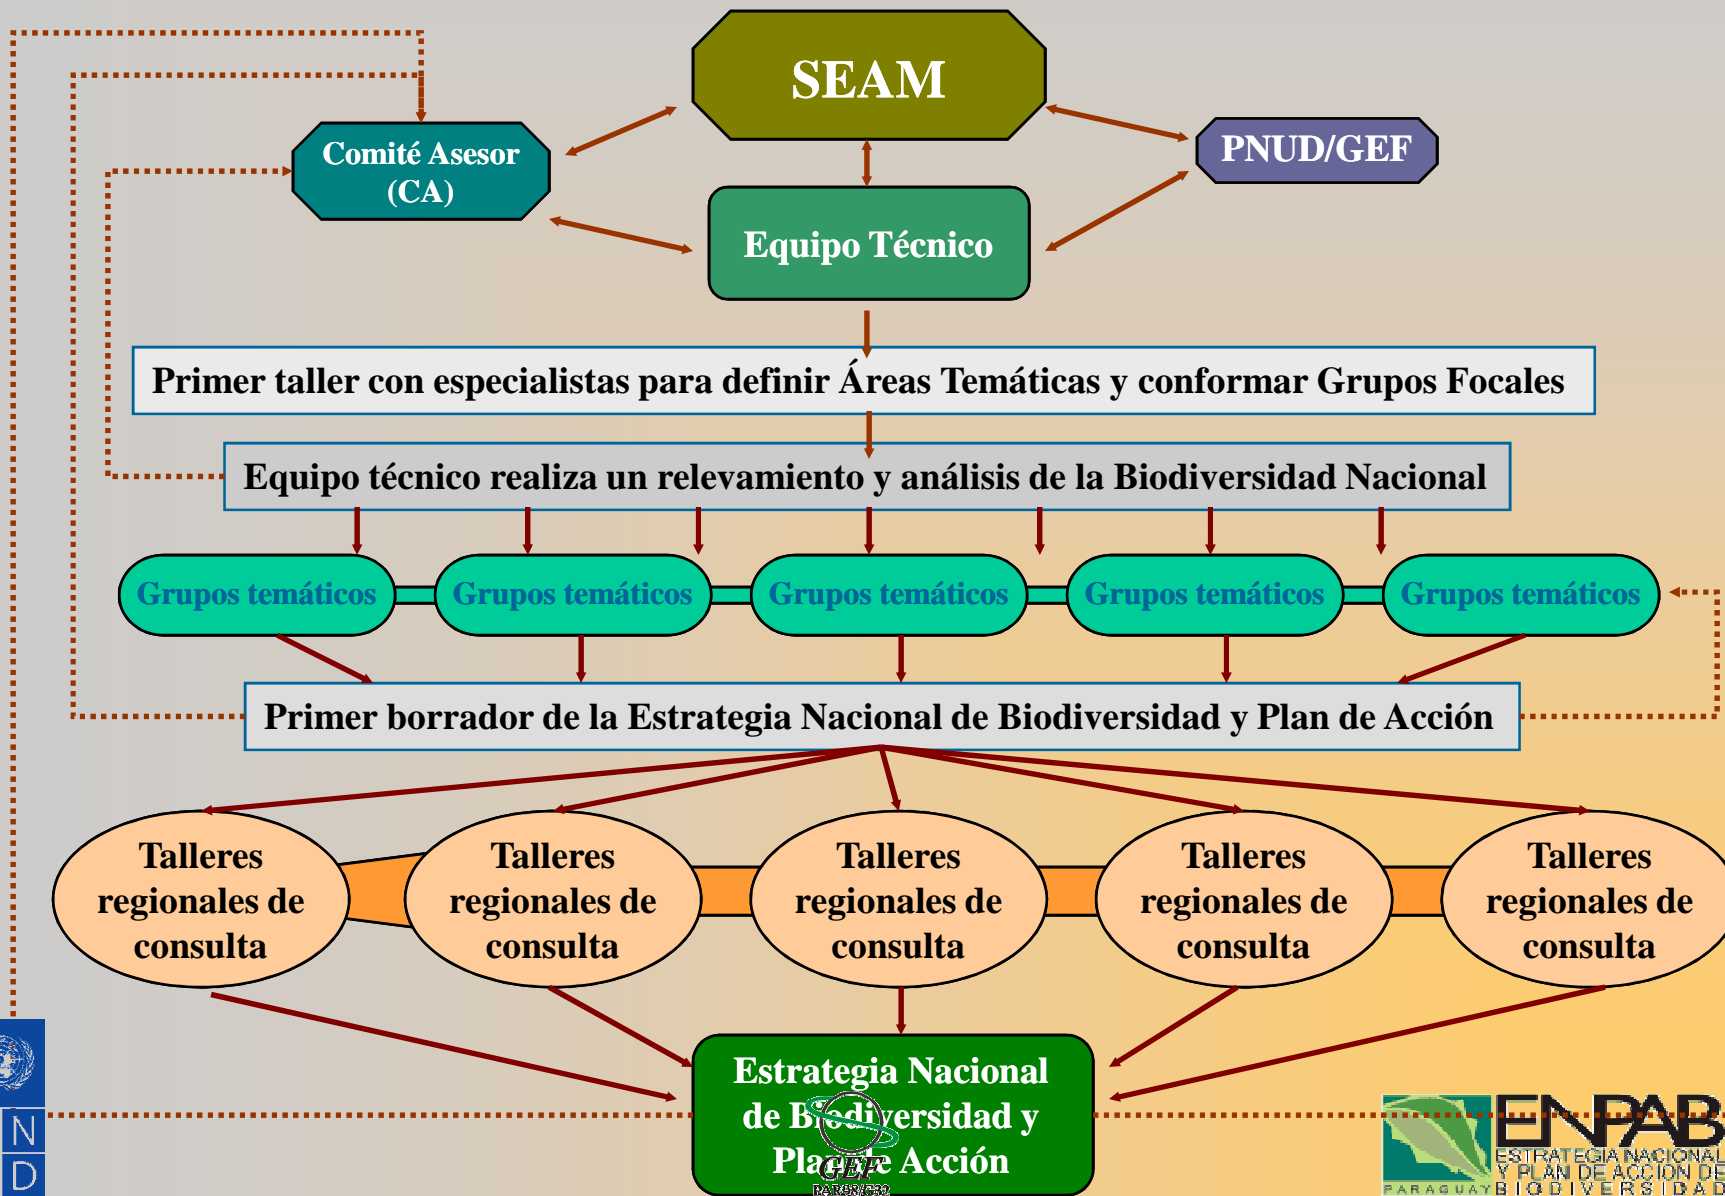 SEAM
Comité Asesor
(CA)
PNUD/GEF
Equipo Técnico
Primer taller con especialistas para definir Áreas Temáticas y conformar Grupos Focales
Equipo técnico realiza un relevamiento y análisis de la Biodiversidad Nacional
Grupos temáticos
Grupos temáticos
Grupos temáticos
Grupos temáticos
Grupos temáticos
Primer borrador de la Estrategia Nacional de Biodiversidad y Plan de Acción
Talleres
regionales de
consulta
Talleres
regionales de
consulta
Talleres
regionales de
consulta
Talleres
regionales de
consulta
Talleres
regionales de
consulta
Estrategia Nacional
de Biodiversidad y
Plan de Acción
GEF
N
D
ENPAB
ESTRATEGIA NACIONAL
Y PLAN DE ACCION DE
BIODIVERSIDAD
PARAGUAY